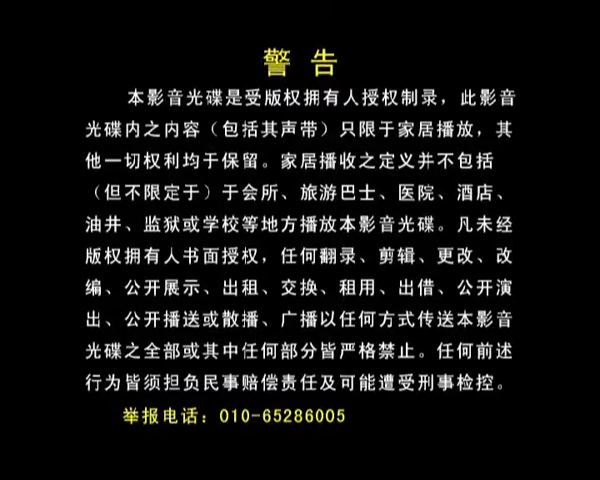 警 告
本影音光碟是受版权拥有人授权制录，此影音
光碟内之内容（包括其声带）只限于家居播放，其
他一切权利均于保留。家居播收之定义并不包括
（但不限定于）于会所、旅游巴士、医院、酒店、
油井、监狱或学校等地方播放本影音光碟。凡未经
版权拥有人书面授权，任何翻录、剪辑、更改、改
编、公开展示、出租、交换、租用、出借、公开演
出、公开播送或散播、广播以任何方式传送本影音
光碟之全部或其中任何部分皆严格禁止。任何前述
行为皆须担负民事赔偿责任及可能遭受刑事检控。
举报电话：010-65286005